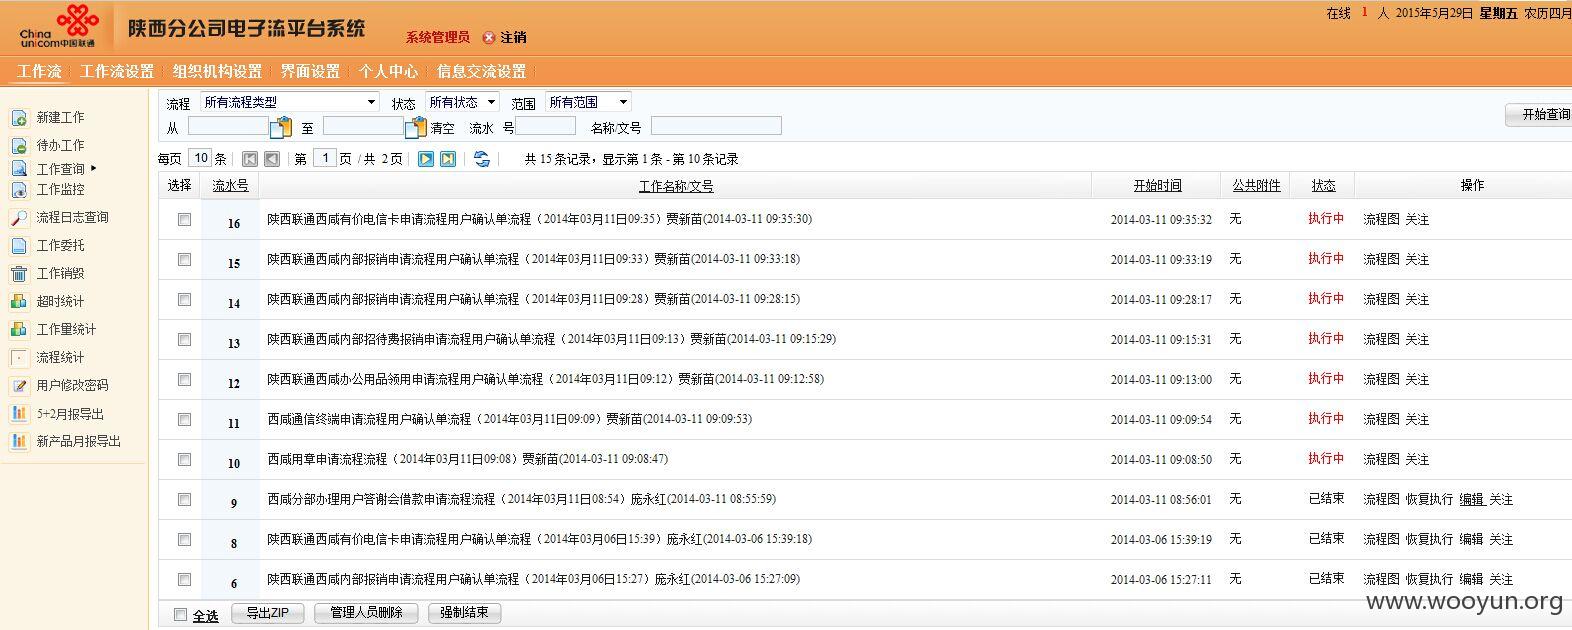 China unicom中国联通
陕西分公司电子流平台系统
系统管理员 注销
在线 1 人 2015年5月29日 星期五 农历四月
工作流 工作流设置 组织机构设置 界面设置 个人中心 信息交流设置
新建工作
待办工作
工作查询
工作监控
流程日志查询
工作委托
工作销毁
超时统计
工作量统计
流程统计
用户修改密码
5+2月报导出
新产品月报导出
流程 所有流程类型 状态 所有状态 范围 所有范围
从 至 清空 流水 号 名称/文号 开始查询
每页 10 条 第 1 页 / 共 2 页 共 15 条记录，显示第 1 条 - 第 10 条记录
选择 流水号 工作名称/文号 开始时间 公共附件 状态 操作
16 陕西联通西咸有价电信卡申请流程用户确认单流程（2014年03月11日09:35）贾新苗(2014-03-11 09:35:30) 2014-03-11 09:35:32 无 执行中 流程图 关注
15 陕西联通西咸内部报销申请流程用户确认单流程（2014年03月11日09:33）贾新苗(2014-03-11 09:33:18) 2014-03-11 09:33:19 无 执行中 流程图 关注
14 陕西联通西咸内部报销申请流程用户确认单流程（2014年03月11日09:28）贾新苗(2014-03-11 09:28:15) 2014-03-11 09:28:17 无 执行中 流程图 关注
13 陕西联通西咸内部招待费报销申请流程用户确认单流程（2014年03月11日09:13）贾新苗(2014-03-11 09:15:29) 2014-03-11 09:15:31 无 执行中 流程图 关注
12 陕西联通西咸办公用品领用申请流程用户确认单流程（2014年03月11日09:12）贾新苗(2014-03-11 09:12:58) 2014-03-11 09:13:00 无 执行中 流程图 关注
11 西咸通信终端申请流程用户确认单流程（2014年03月11日09:09）贾新苗(2014-03-11 09:09:53) 2014-03-11 09:09:54 无 执行中 流程图 关注
10 西咸用章申请流程流程（2014年03月11日09:08）贾新苗(2014-03-11 09:08:47) 2014-03-11 09:08:50 无 执行中 流程图 关注
9 西咸分部办理用户答谢会借款申请流程流程（2014年03月11日08:54）庞永红(2014-03-11 08:55:59) 2014-03-11 08:56:01 无 已结束 流程图 恢复执行 编辑 关注
8 陕西联通西咸有价电信卡申请流程用户确认单流程（2014年03月06日15:39）庞永红(2014-03-06 15:39:18) 2014-03-06 15:39:19 无 已结束 流程图 恢复执行 编辑 关注
6 陕西联通西咸内部报销申请流程用户确认单流程（2014年03月06日15:27）庞永红(2014-03-06 15:27:09) 2014-03-06 15:27:11 无 已结束 流程图 恢复执行 编辑 关注
全选 导出ZIP 管理人员删除 强制结束
www.wooyun.org